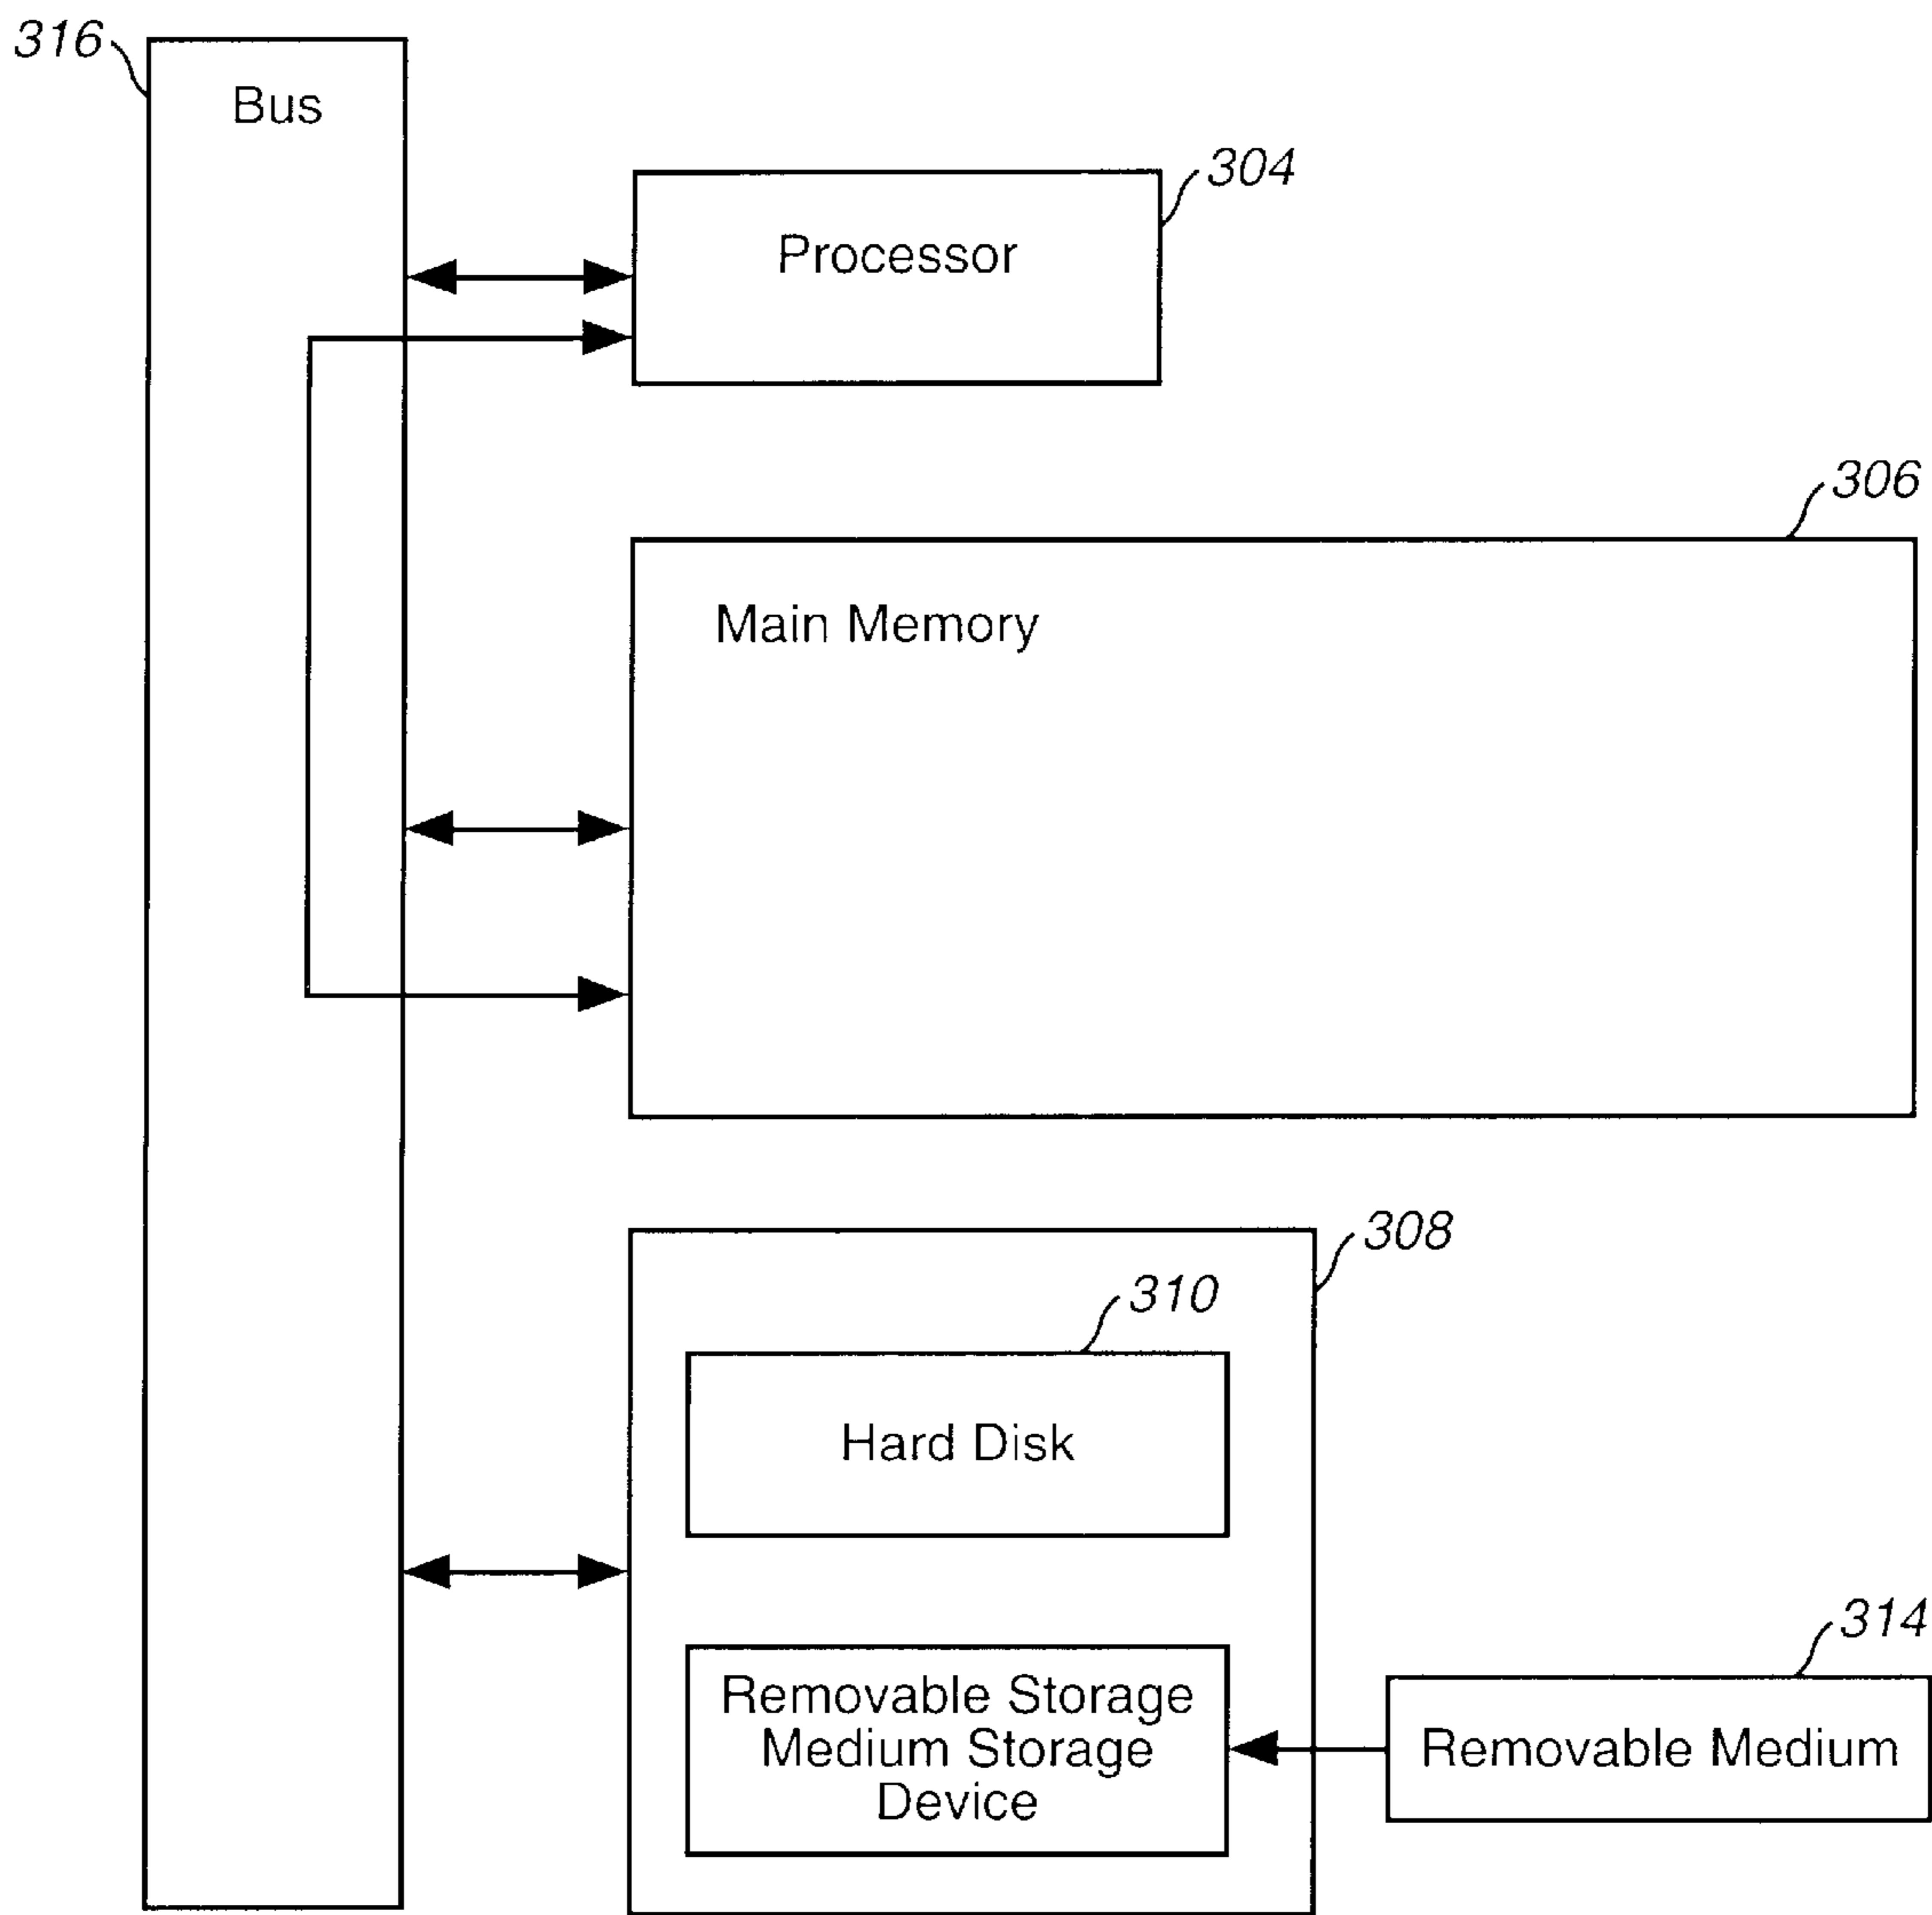 316
Bus
304
Processor
306
Main Memory
308
310
Hard Disk
314
Removable Storage
Medium Storage
Device
Removable Medium